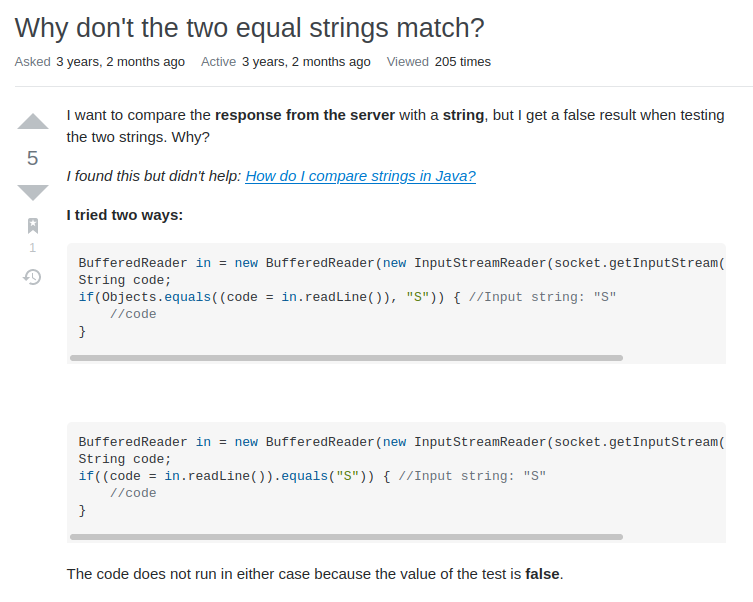 Why don't the two equal strings match?
Asked 3 years, 2 months ago Active 3 years, 2 months ago Viewed 205 times
I want to compare the response from the server with a string, but I get a false result when testing
the two strings. Why?
5
I found this but didn't help: How do I compare strings in Java?
I tried two ways:
1
BufferedReader in = new BufferedReader(new InputStreamReader(socket.getInputStream(
String code;
if(Objects.equals((code = in.readLine()), "S")) { //Input string: "S"
    //code
}
BufferedReader in = new BufferedReader(new InputStreamReader(socket.getInputStream(
String code;
if((code = in.readLine()).equals("S")) { //Input string: "S"
    //code
}
The code does not run in either case because the value of the test is false.